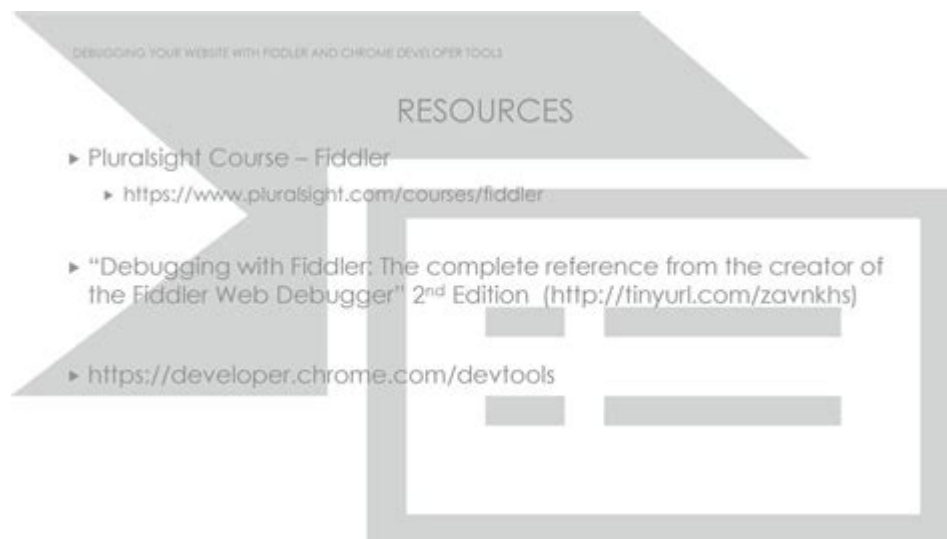 DEBUGGING YOUR WEBSITE WITH FIDDLER AND CHROME DEVELOPER TOOLS
RESOURCES
Pluralsight Course – Fiddler
https://www.pluralsight.com/courses/fiddler
“Debugging with Fiddler: The complete reference from the creator of
the Fiddler Web Debugger” 2nd Edition (http://tinyurl.com/zavnkhs)
https://developer.chrome.com/devtools